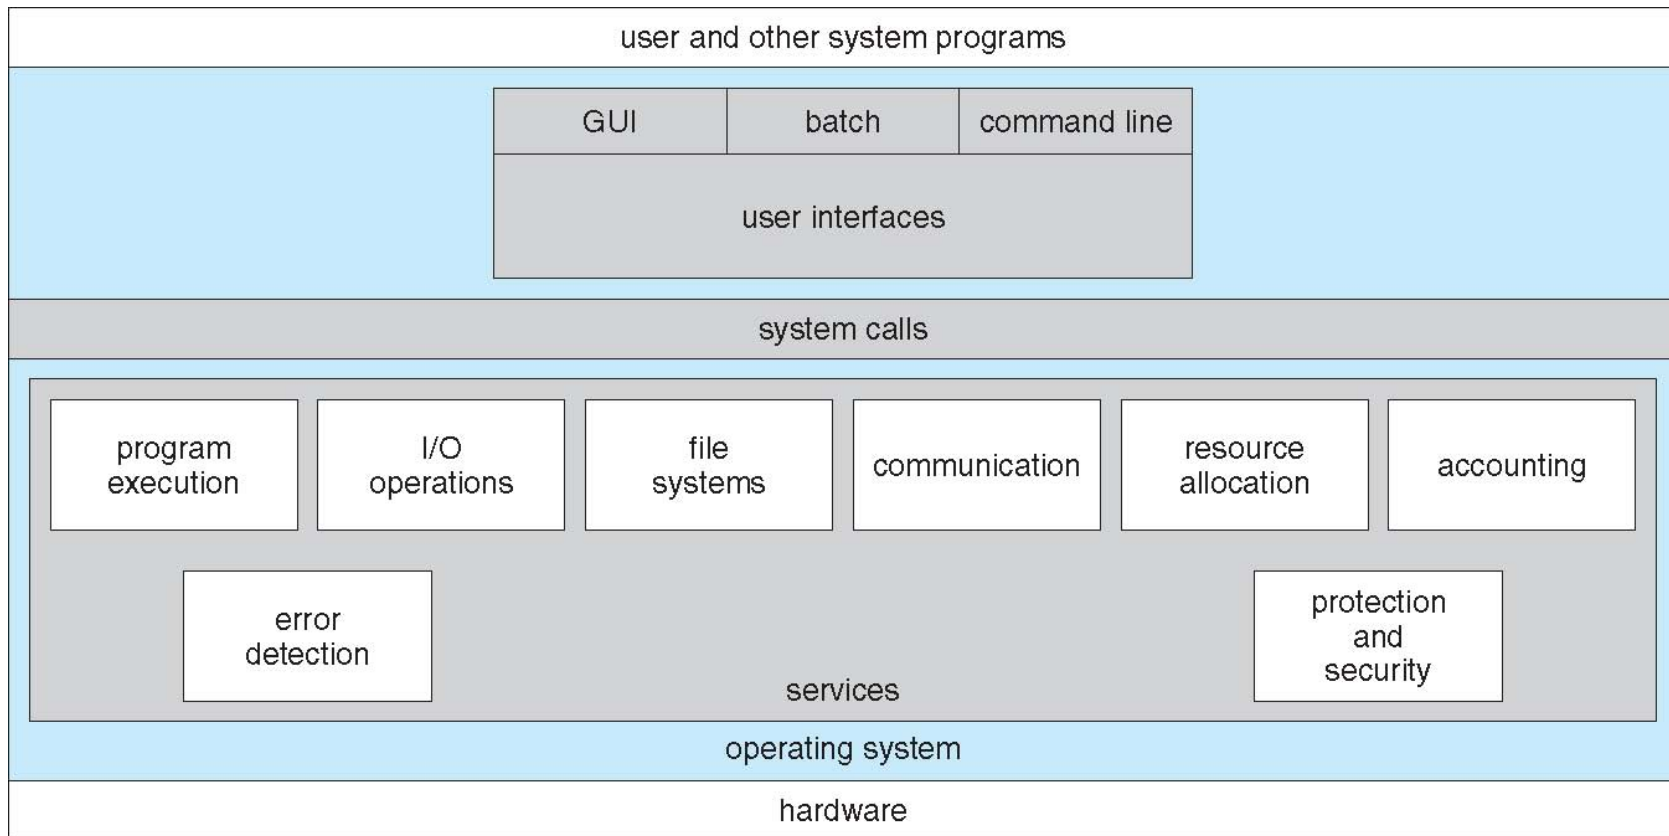 user and other system programs
GUI
batch
command line
user interfaces
system calls
program
execution
I/O
operations
file
systems
communication
resource
allocation
accounting
error
detection
protection
and
security
services
operating system
hardware